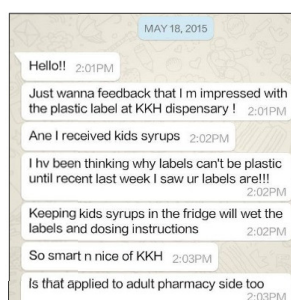 MAY 18, 2015
Hello!! 2:01PM
Just wanna feedback that I m impressed with
the plastic label at KKH dispensary ! 2:01PM
Ane I received kids syrups 2:02PM
I hv been thinking why labels can't be plastic
until recent last week I saw ur labels are!!!
2:02PM
Keeping kids syrups in the fridge will wet the
labels and dosing instructions 2:02PM
So smart n nice of KKH 2:03PM
Is that applied to adult pharmacy side too
2:03PM